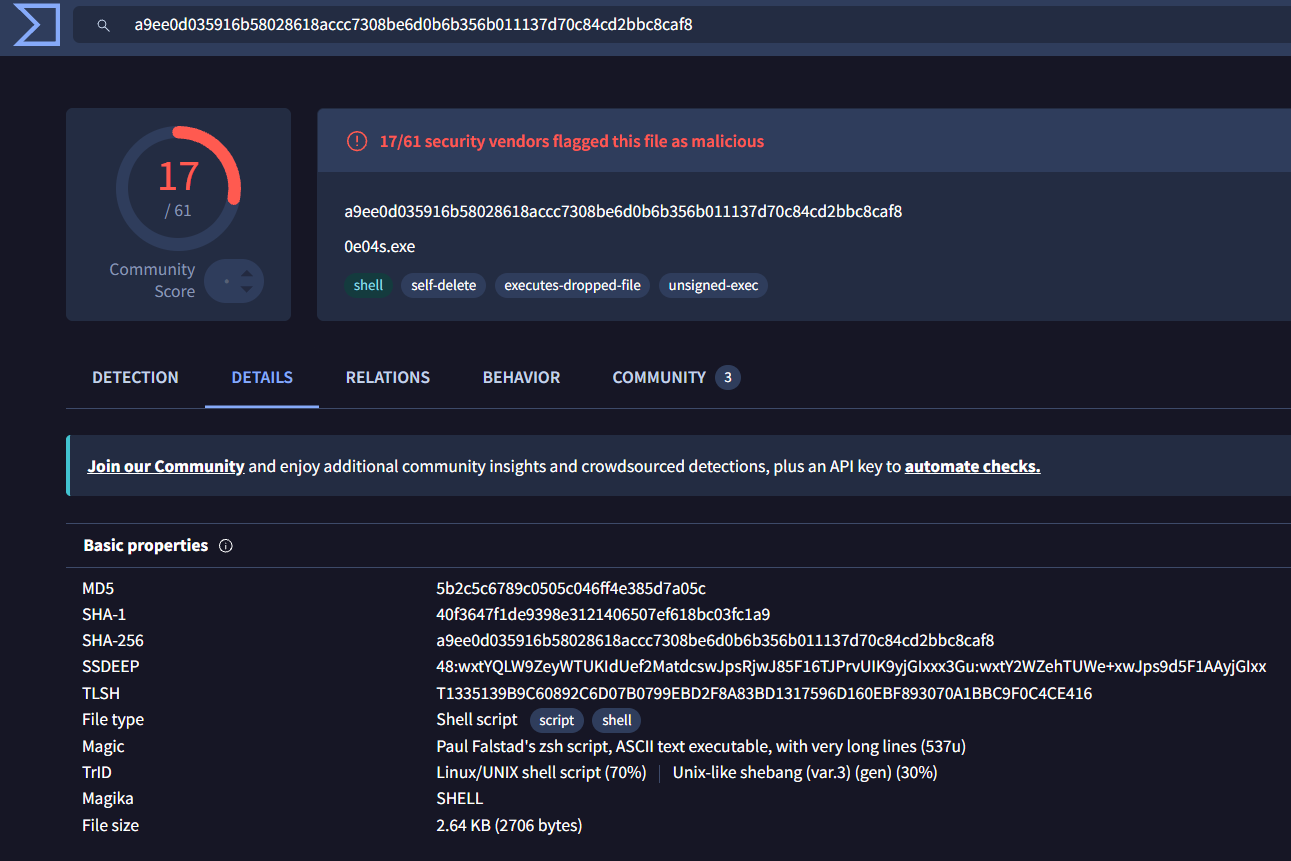 a9ee0d035916b58028618accc7308be6d0b6b356b011137d70c84cd2bbc8caf8
17
/ 61
Community
Score
17/61 security vendors flagged this file as malicious
a9ee0d035916b58028618accc7308be6d0b6b356b011137d70c84cd2bbc8caf8
0e04s.exe
shell self-delete executes-dropped-file unsigned-exec
DETECTION DETAILS RELATIONS BEHAVIOR COMMUNITY 3
Join our Community and enjoy additional community insights and crowdsourced detections, plus an API key to automate checks.
Basic properties
MD5 5b2c5c6789c0505c046ff4e385d7a05c
SHA-1 40f3647f1de9398e3121406507ef618bc03fc1a9
SHA-256 a9ee0d035916b58028618accc7308be6d0b6b356b011137d70c84cd2bbc8caf8
SSDEEP 48:wxtYQLW9ZeyWTUKIdUef2MatdcswJpsRjwJ85F16TJPrvUIK9yjGIxxx3Gu:wxtY2WZehTUWe+xwJps9d5F1AAyjGIxx
TLSH T1335139B9C60892C6D07B0799EBD2F8A83BD1317596D160EBF893070A1BBC9F0C4CE416
File type Shell script script shell
Magic Paul Falstad's zsh script, ASCII text executable, with very long lines (537u)
TrID Linux/UNIX shell script (70%) Unix-like shebang (var.3) (gen) (30%)
Magika SHELL
File size 2.64 KB (2706 bytes)